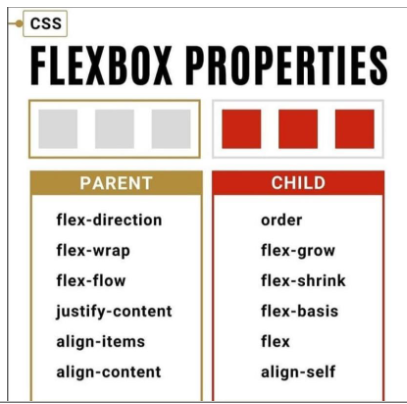 CSS
FLEXBOX PROPERTIES
PARENT
flex-direction
flex-wrap
flex-flow
justify-content
align-items
align-content
CHILD
order
flex-grow
flex-shrink
flex-basis
flex
align-self